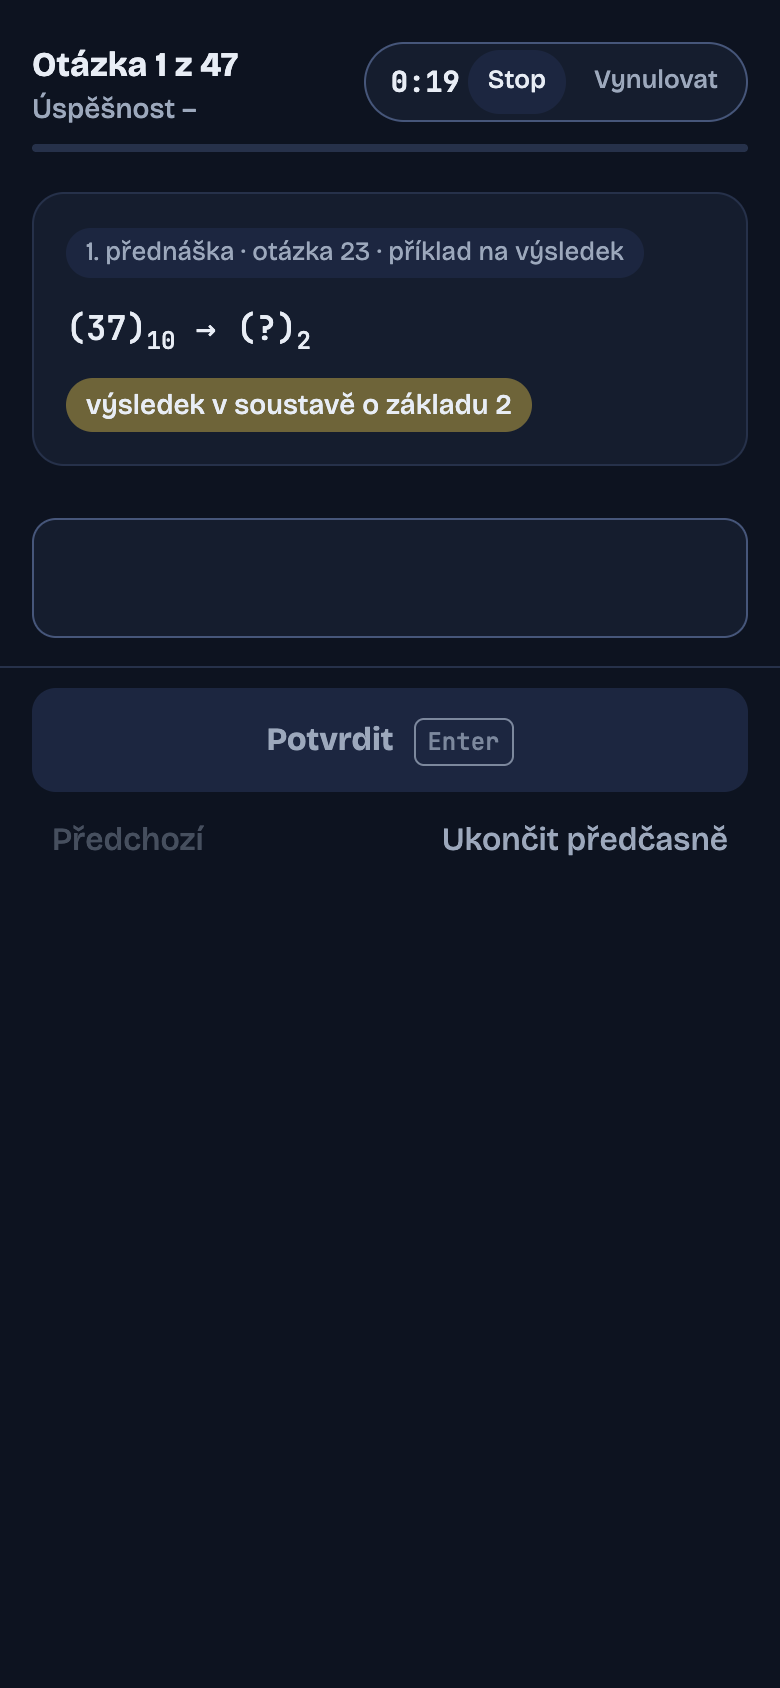 Otázka 1 z 47
Úspěšnost –
0:19 Stop Vynulovat
1. přednáška · otázka 23 · příklad na výsledek
(37)₁₀ → (?)₂
výsledek v soustavě o základu 2
Potvrdit Enter
Předchozí Ukončit předčasně